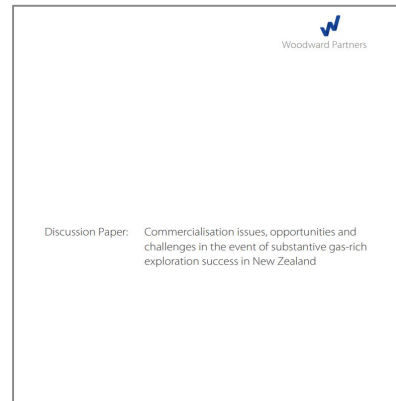 Woodward Partners
Discussion Paper: Commercialisation issues, opportunities and
challenges in the event of substantive gas-rich
exploration success in New Zealand